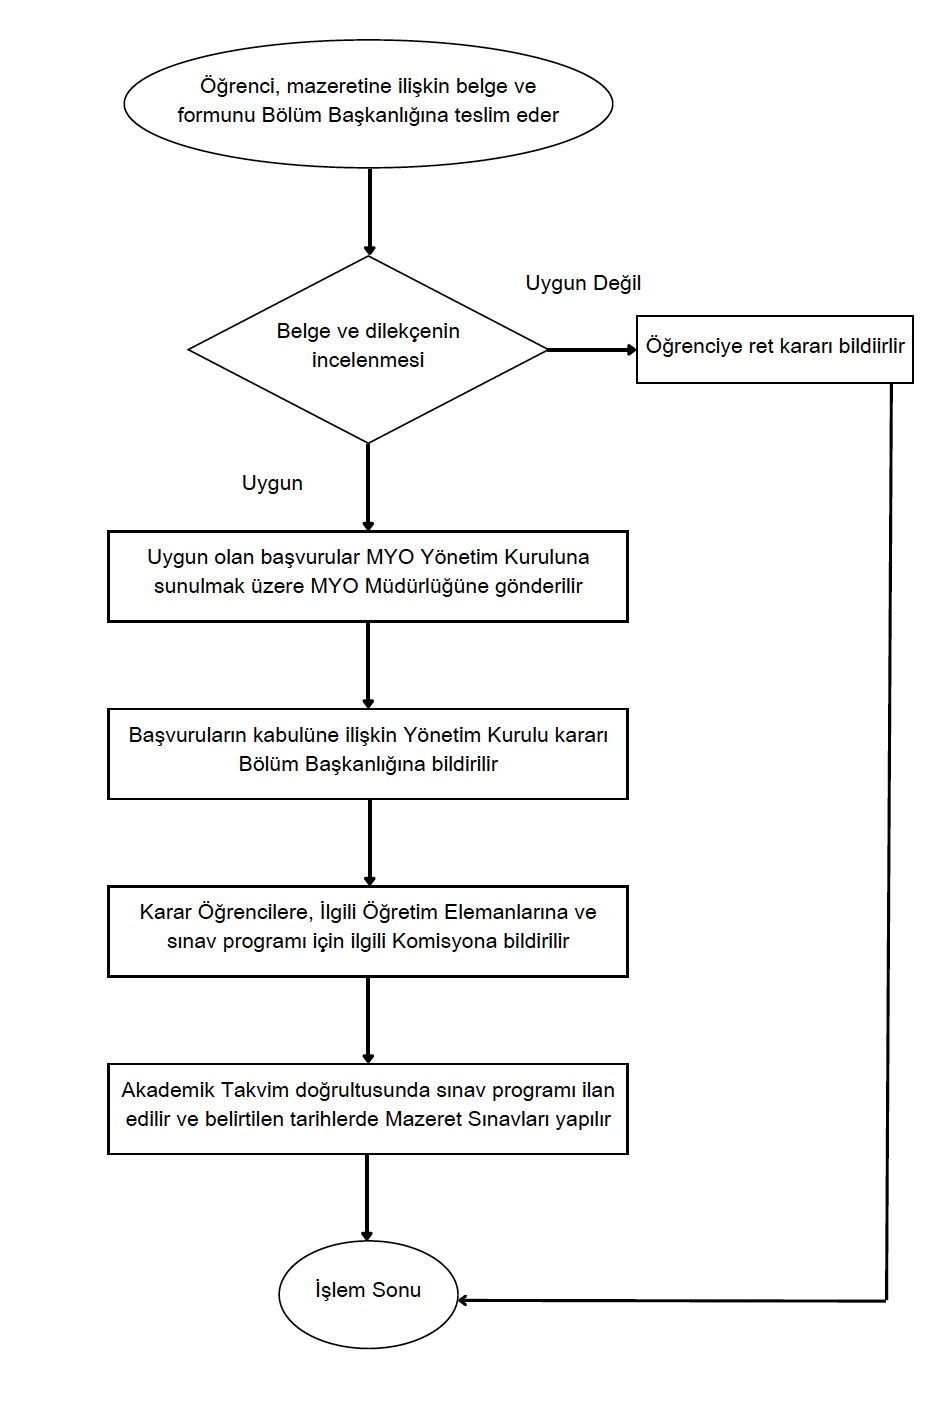 Öğrenci, mazeretine ilişkin belge ve
formunu Bölüm Başkanlığına teslim eder
Belge ve dilekçenin
incelenmesi
Uygun Değil
Öğrenciye ret kararı bildiirlir
Uygun
Uygun olan başvurular MYO Yönetim Kuruluna
sunulmak üzere MYO Müdürlüğüne gönderilir
Başvuruların kabulüne ilişkin Yönetim Kurulu kararı
Bölüm Başkanlığına bildirilir
Karar Öğrencilere, İlgili Öğretim Elemanlarına ve
sınav programı için ilgili Komisyona bildirilir
Akademik Takvim doğrultusunda sınav programı ilan
edilir ve belirtilen tarihlerde Mazeret Sınavları yapılır
İşlem Sonu